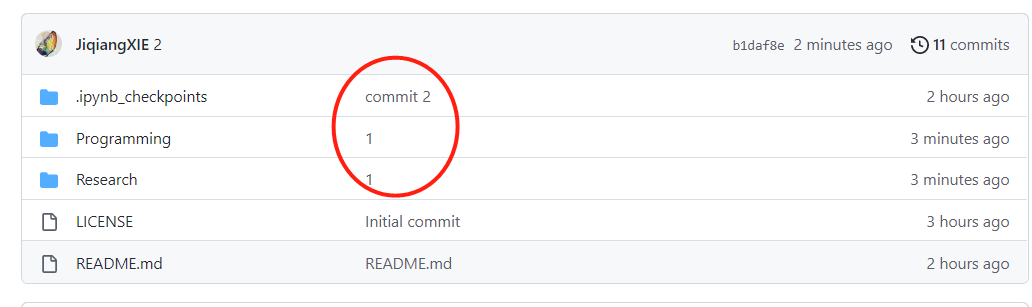 JiqiangXIE 2 b1daf8e 2 minutes ago 11 commits
.ipynb_checkpoints commit 2 2 hours ago
Programming 1 3 minutes ago
Research 1 3 minutes ago
LICENSE Initial commit 3 hours ago
README.md README.md 2 hours ago